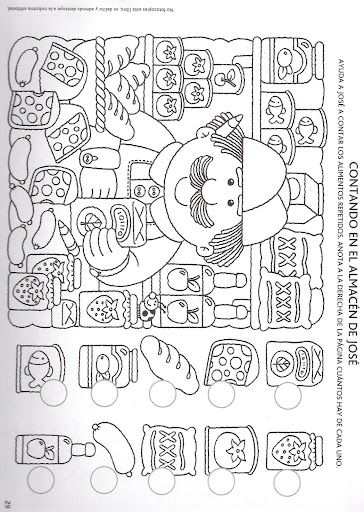 CONTANDO EN EL ALMACÉN DE JOSÉ
AYUDA A JOSÉ A CONTAR LOS ALIMENTOS REPETIDOS. ANOTA A LA DERECHA DE LA PÁGINA CUÁNTOS HAY DE CADA UNO.
No fotocopies este libro, es delito y además destruye a la industria editorial.
29